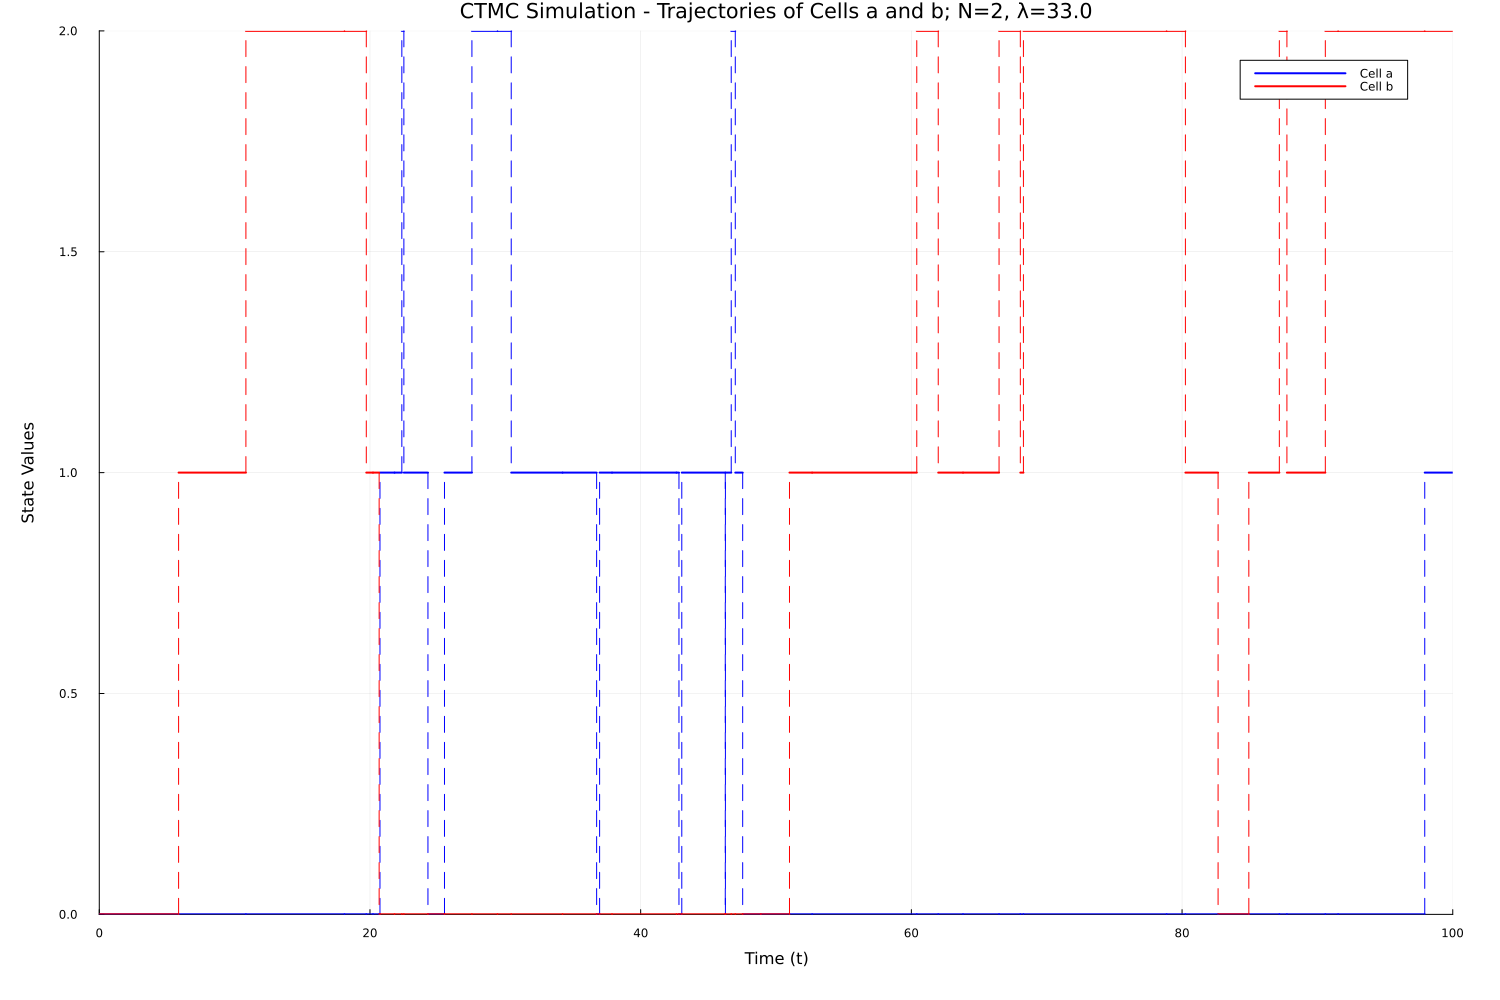 CTMC Simulation - Trajectories of Cells a and b; N=2, λ=33.0
2.0
Cell a
Cell b
1.5
1.0
State Values
0.5
0.0
0 20 40 60 80 100
Time (t)